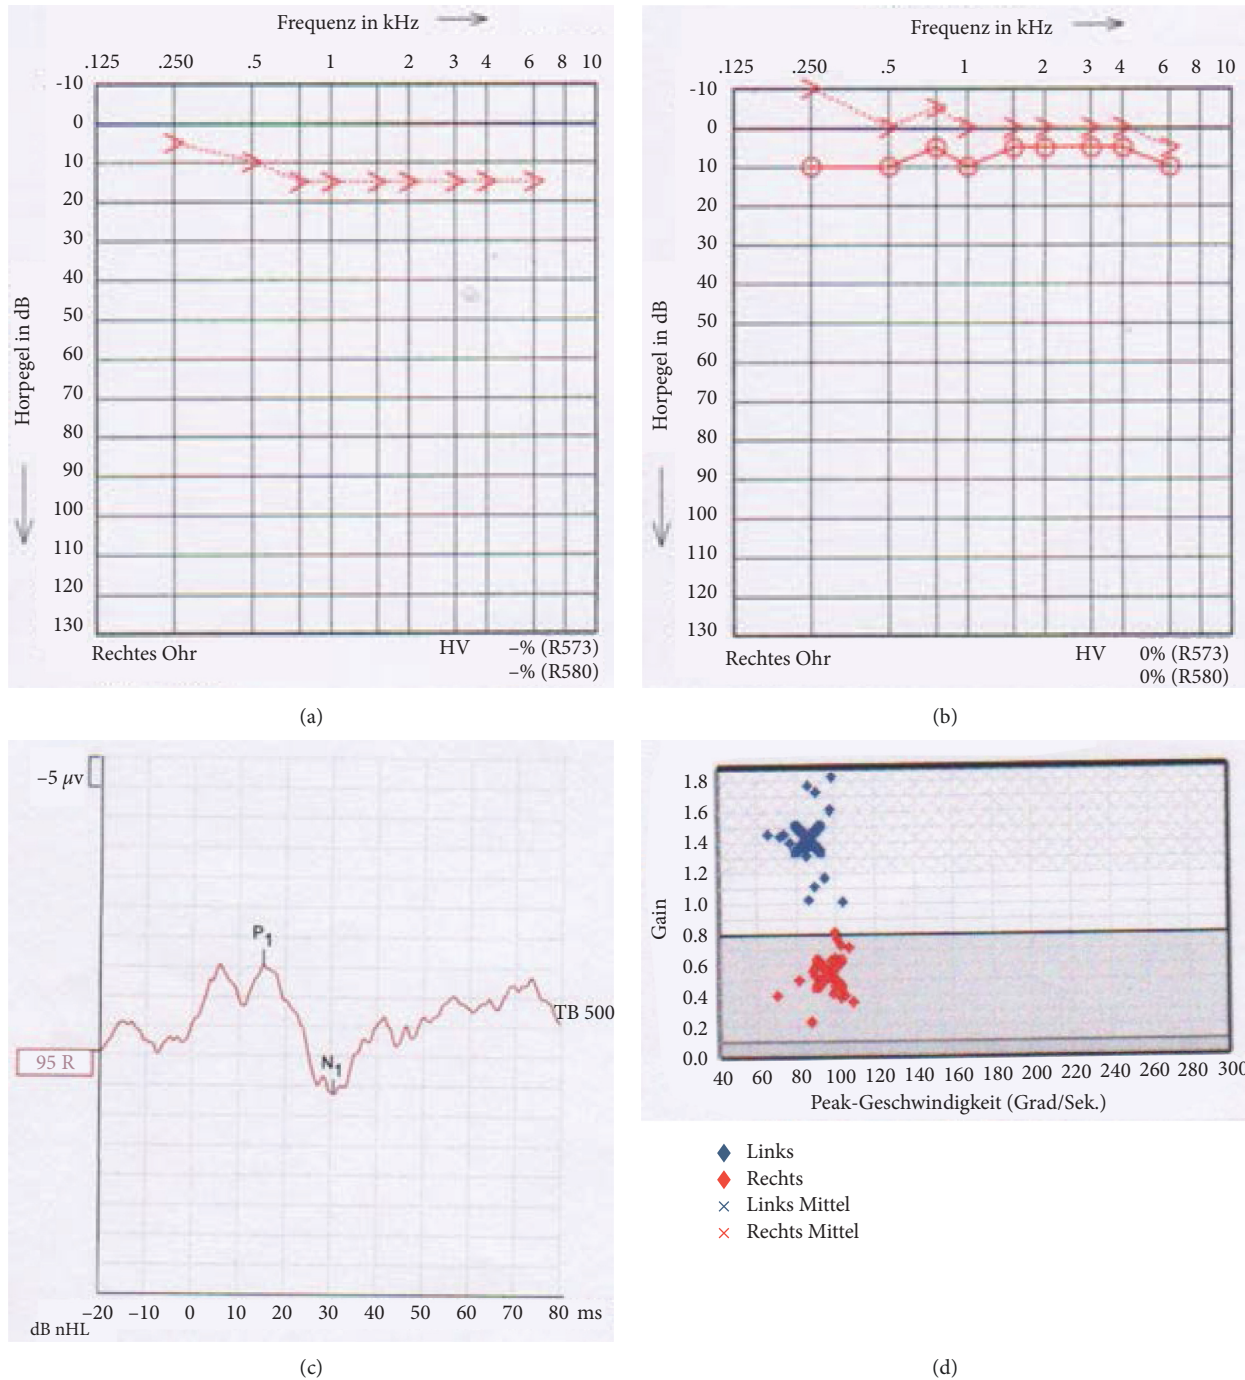 Frequenz in kHz
.125 .250 .5 1 2 3 4 6 8 10
-10
0
10
20
30
40
50
60
70
80
90
100
110
120
130
Horpegel in dB
Rechtes Ohr HV –% (R573)
–% (R580)
(a)
Frequenz in kHz
.125 .250 .5 1 2 3 4 6 8 10
-10
0
10
20
30
40
50
60
70
80
90
100
110
120
130
Horpegel in dB
Rechtes Ohr HV 0% (R573)
0% (R580)
(b)
–5 μv
P1
TB 500
95 R
N1
–20 –10 0 10 20 30 40 50 60 70 80 ms
dB nHL
(c)
1.8
1.6
1.4
1.2
1.0
0.8
0.6
0.4
0.2
0.0
Gain
40 60 80 100 120 140 160 180 200 220 240 260 280 300
Peak-Geschwindigkeit (Grad/Sek.)
Links
Rechts
Links Mittel
Rechts Mittel
(d)